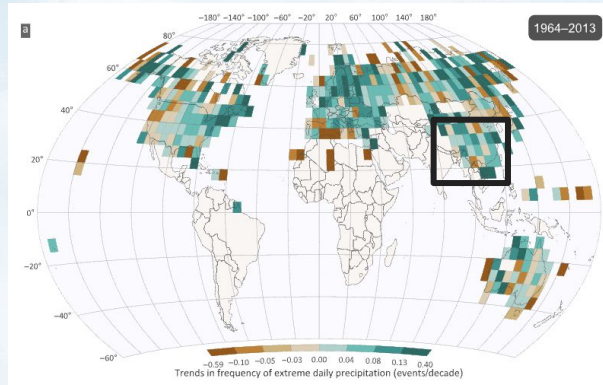 −180° −140° −100° −60° −20° 20° 60° 100° 140° 180°
a
1964–2013
80°
60°
40°
20°
0°
−20°
−40°
−60°
−0.59 −0.10 −0.05 −0.03 0.00 0.04 0.08 0.13 0.40
Trends in frequency of extreme daily precipitation (events/decade)